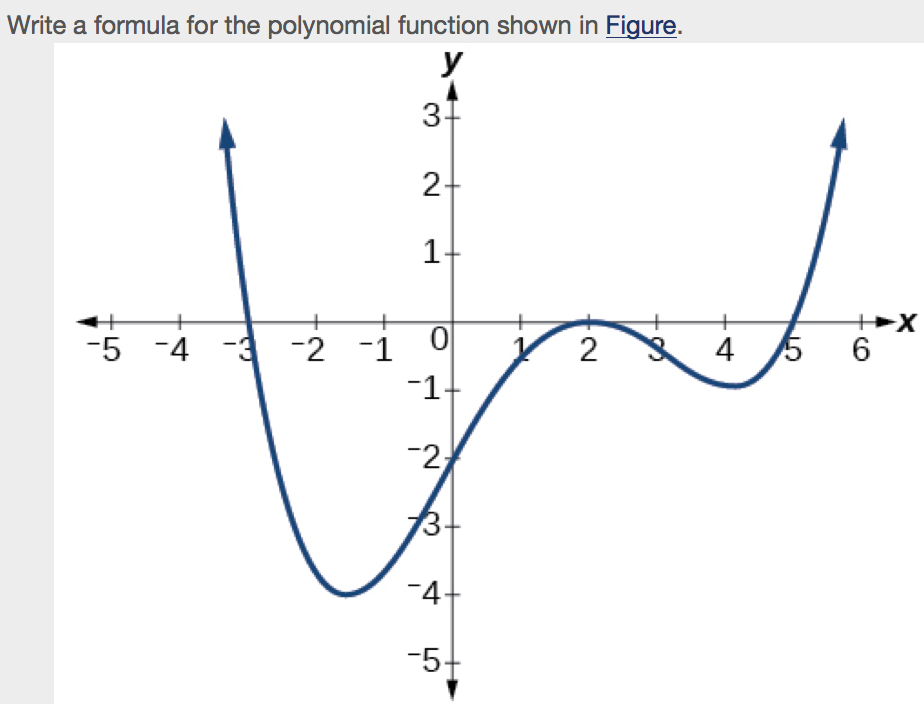 Write a formula for the polynomial function shown in Figure.
y
3
2
1
-5 -4 -3 -2 -1 0 1 2 3 4 5 6 x
-1
-2
-3
-4
-5